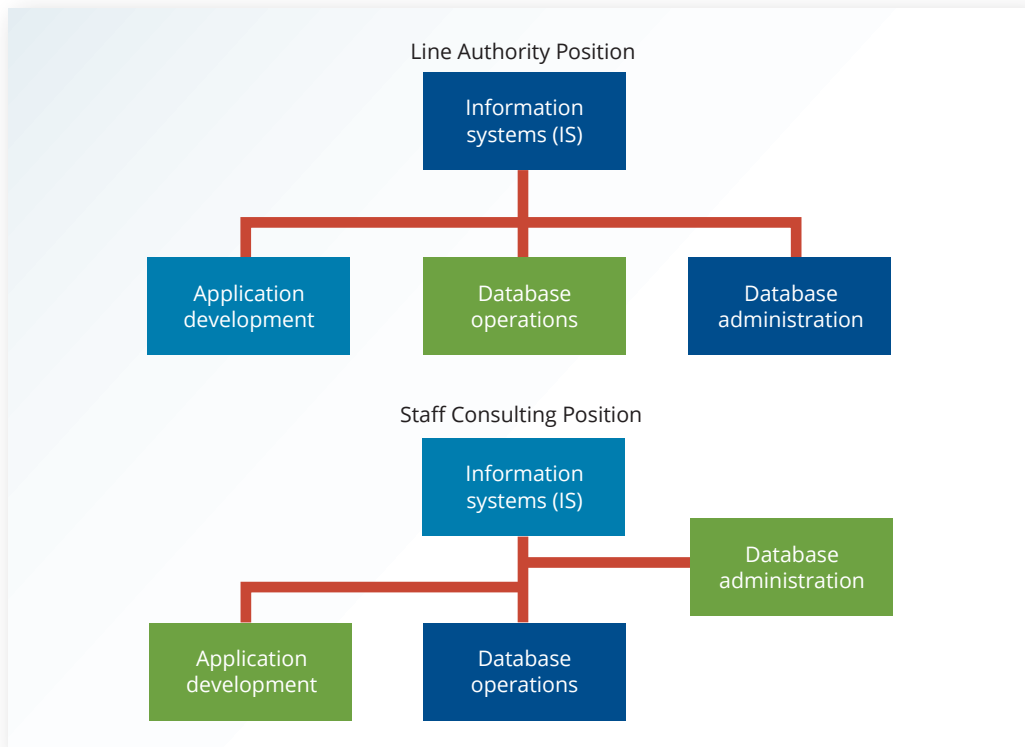 Line Authority Position
Information
systems (IS)
Application
development
Database
operations
Database
administration
Staff Consulting Position
Information
systems (IS)
Database
administration
Application
development
Database
operations